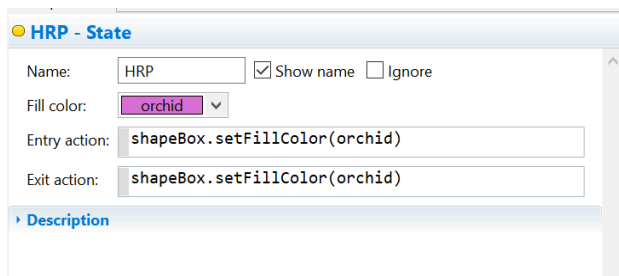 HRP - State
Name: HRP Show name Ignore
Fill color: orchid
Entry action: shapeBox.setFillColor(orchid)
Exit action: shapeBox.setFillColor(orchid)
Description